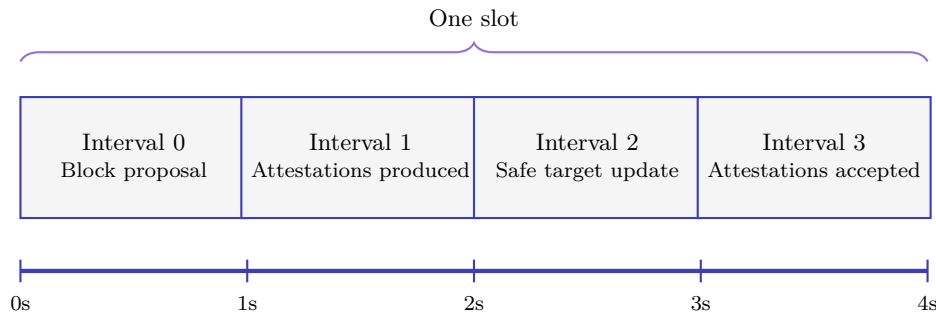 One slot
Interval 0
Block proposal
Interval 1
Attestations produced
Interval 2
Safe target update
Interval 3
Attestations accepted
0s
1s
2s
3s
4s